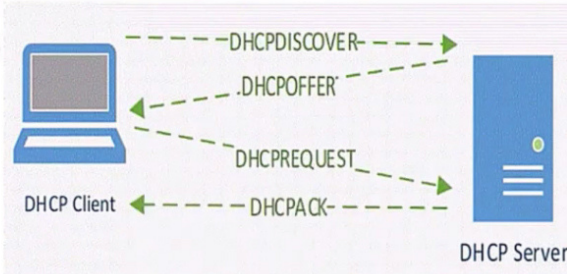 DHCPDISCOVER
DHCPOFFER
DHCPREQUEST
DHCPACK
DHCP Client
DHCP Server